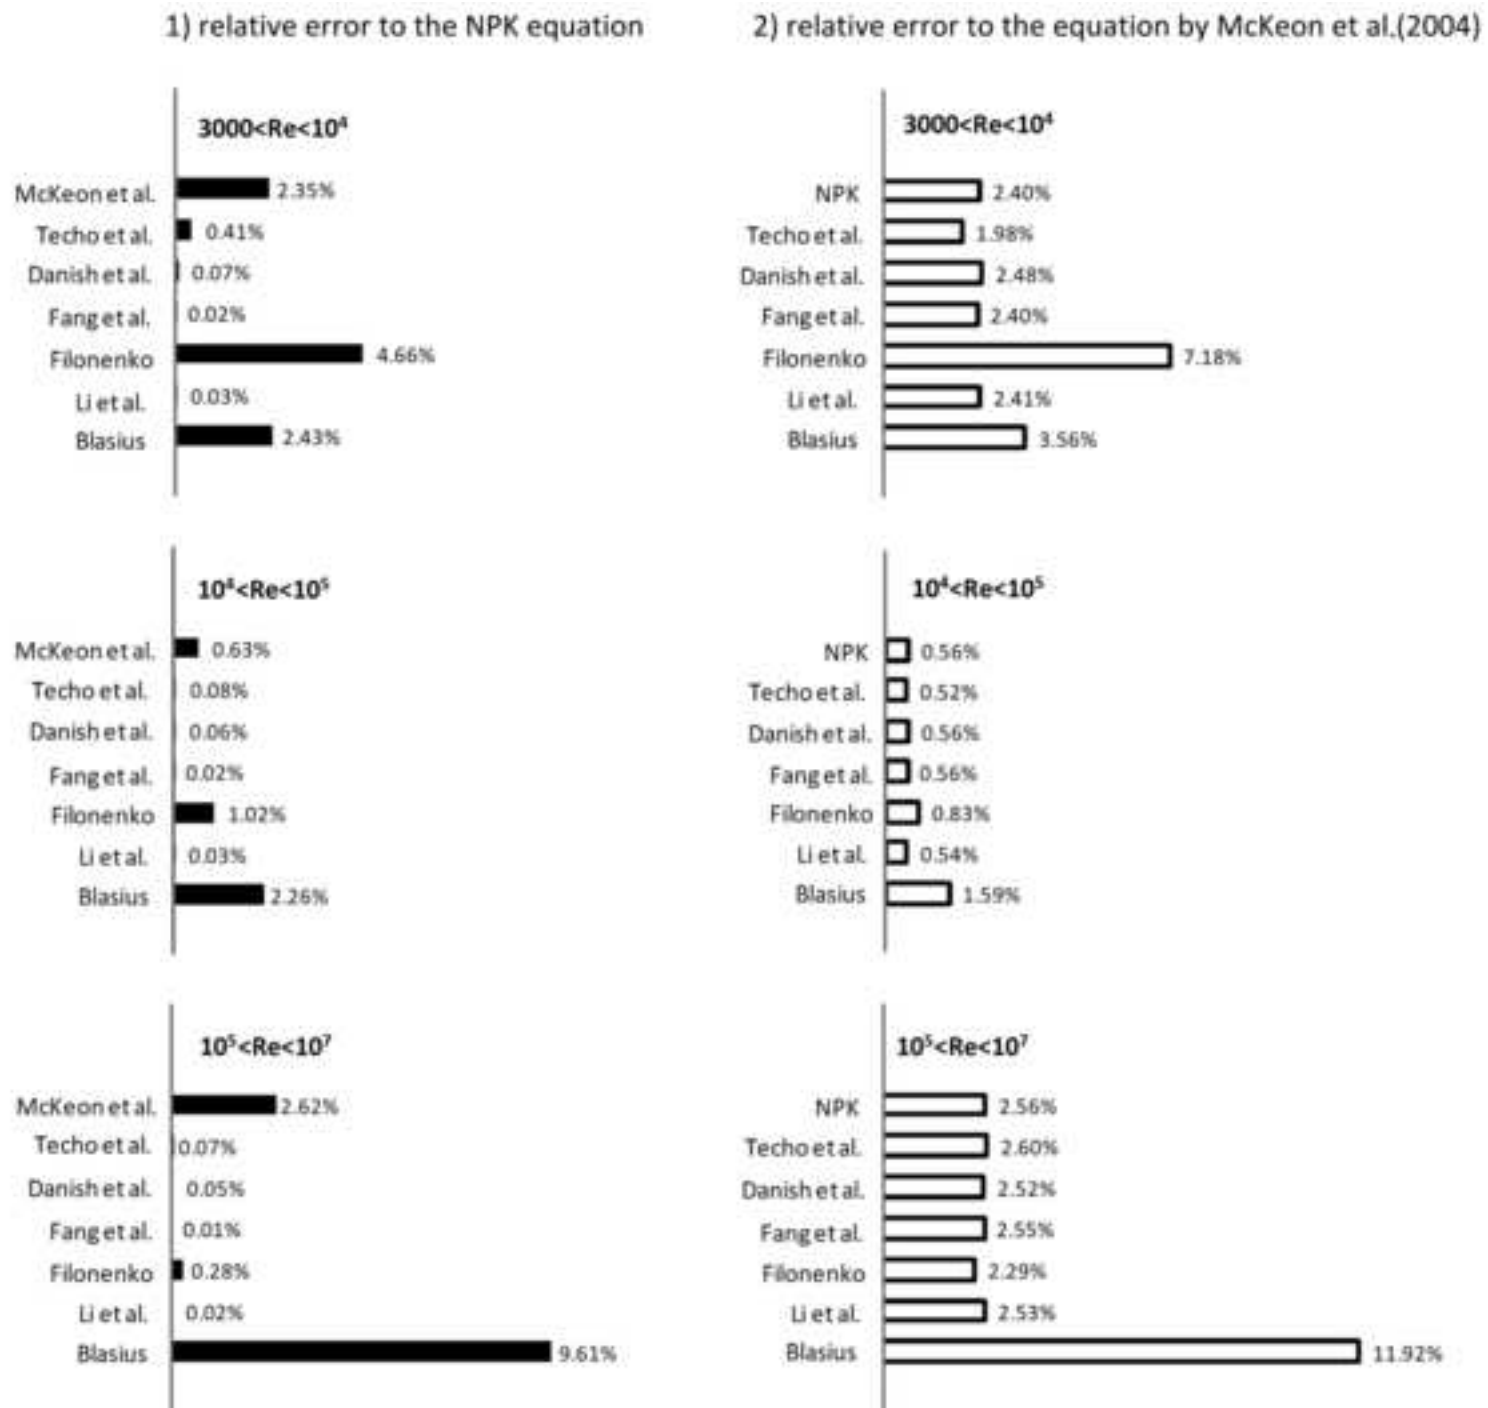 1) relative error to the NPK equation
3000<Re<10⁴
McKeon et al. 2.35%
Techo et al. 0.41%
Danish et al. 0.07%
Fang et al. 0.02%
Filonenko 4.66%
Li et al. 0.03%
Blasius 2.43%
10⁴<Re<10⁵
McKeon et al. 0.63%
Techo et al. 0.08%
Danish et al. 0.06%
Fang et al. 0.02%
Filonenko 1.02%
Li et al. 0.03%
Blasius 2.26%
10⁵<Re<10⁷
McKeon et al. 2.62%
Techo et al. 0.07%
Danish et al. 0.05%
Fang et al. 0.01%
Filonenko 0.28%
Li et al. 0.02%
Blasius 9.61%
2) relative error to the equation by McKeon et al.(2004)
3000<Re<10⁴
NPK 2.40%
Techo et al. 1.98%
Danish et al. 2.48%
Fang et al. 2.40%
Filonenko 7.18%
Li et al. 2.41%
Blasius 3.56%
10⁴<Re<10⁵
NPK 0.56%
Techo et al. 0.52%
Danish et al. 0.56%
Fang et al. 0.56%
Filonenko 0.83%
Li et al. 0.54%
Blasius 1.59%
10⁵<Re<10⁷
NPK 2.56%
Techo et al. 2.60%
Danish et al. 2.52%
Fang et al. 2.55%
Filonenko 2.29%
Li et al. 2.53%
Blasius 11.92%